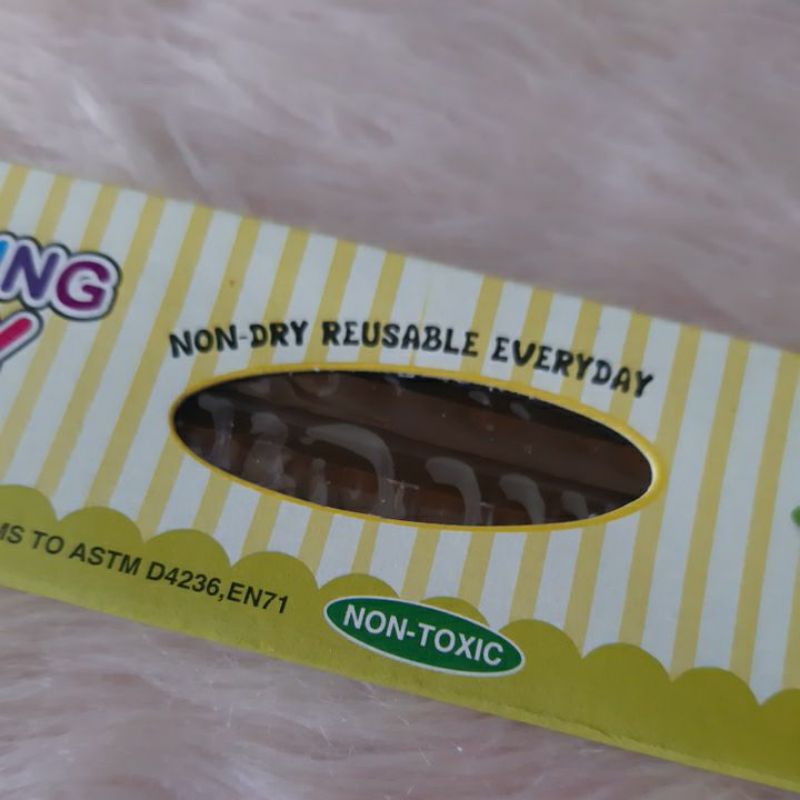 NG
NON-DRY REUSABLE EVERYDAY
MS TO ASTM D4236,EN71
NON-TOXIC